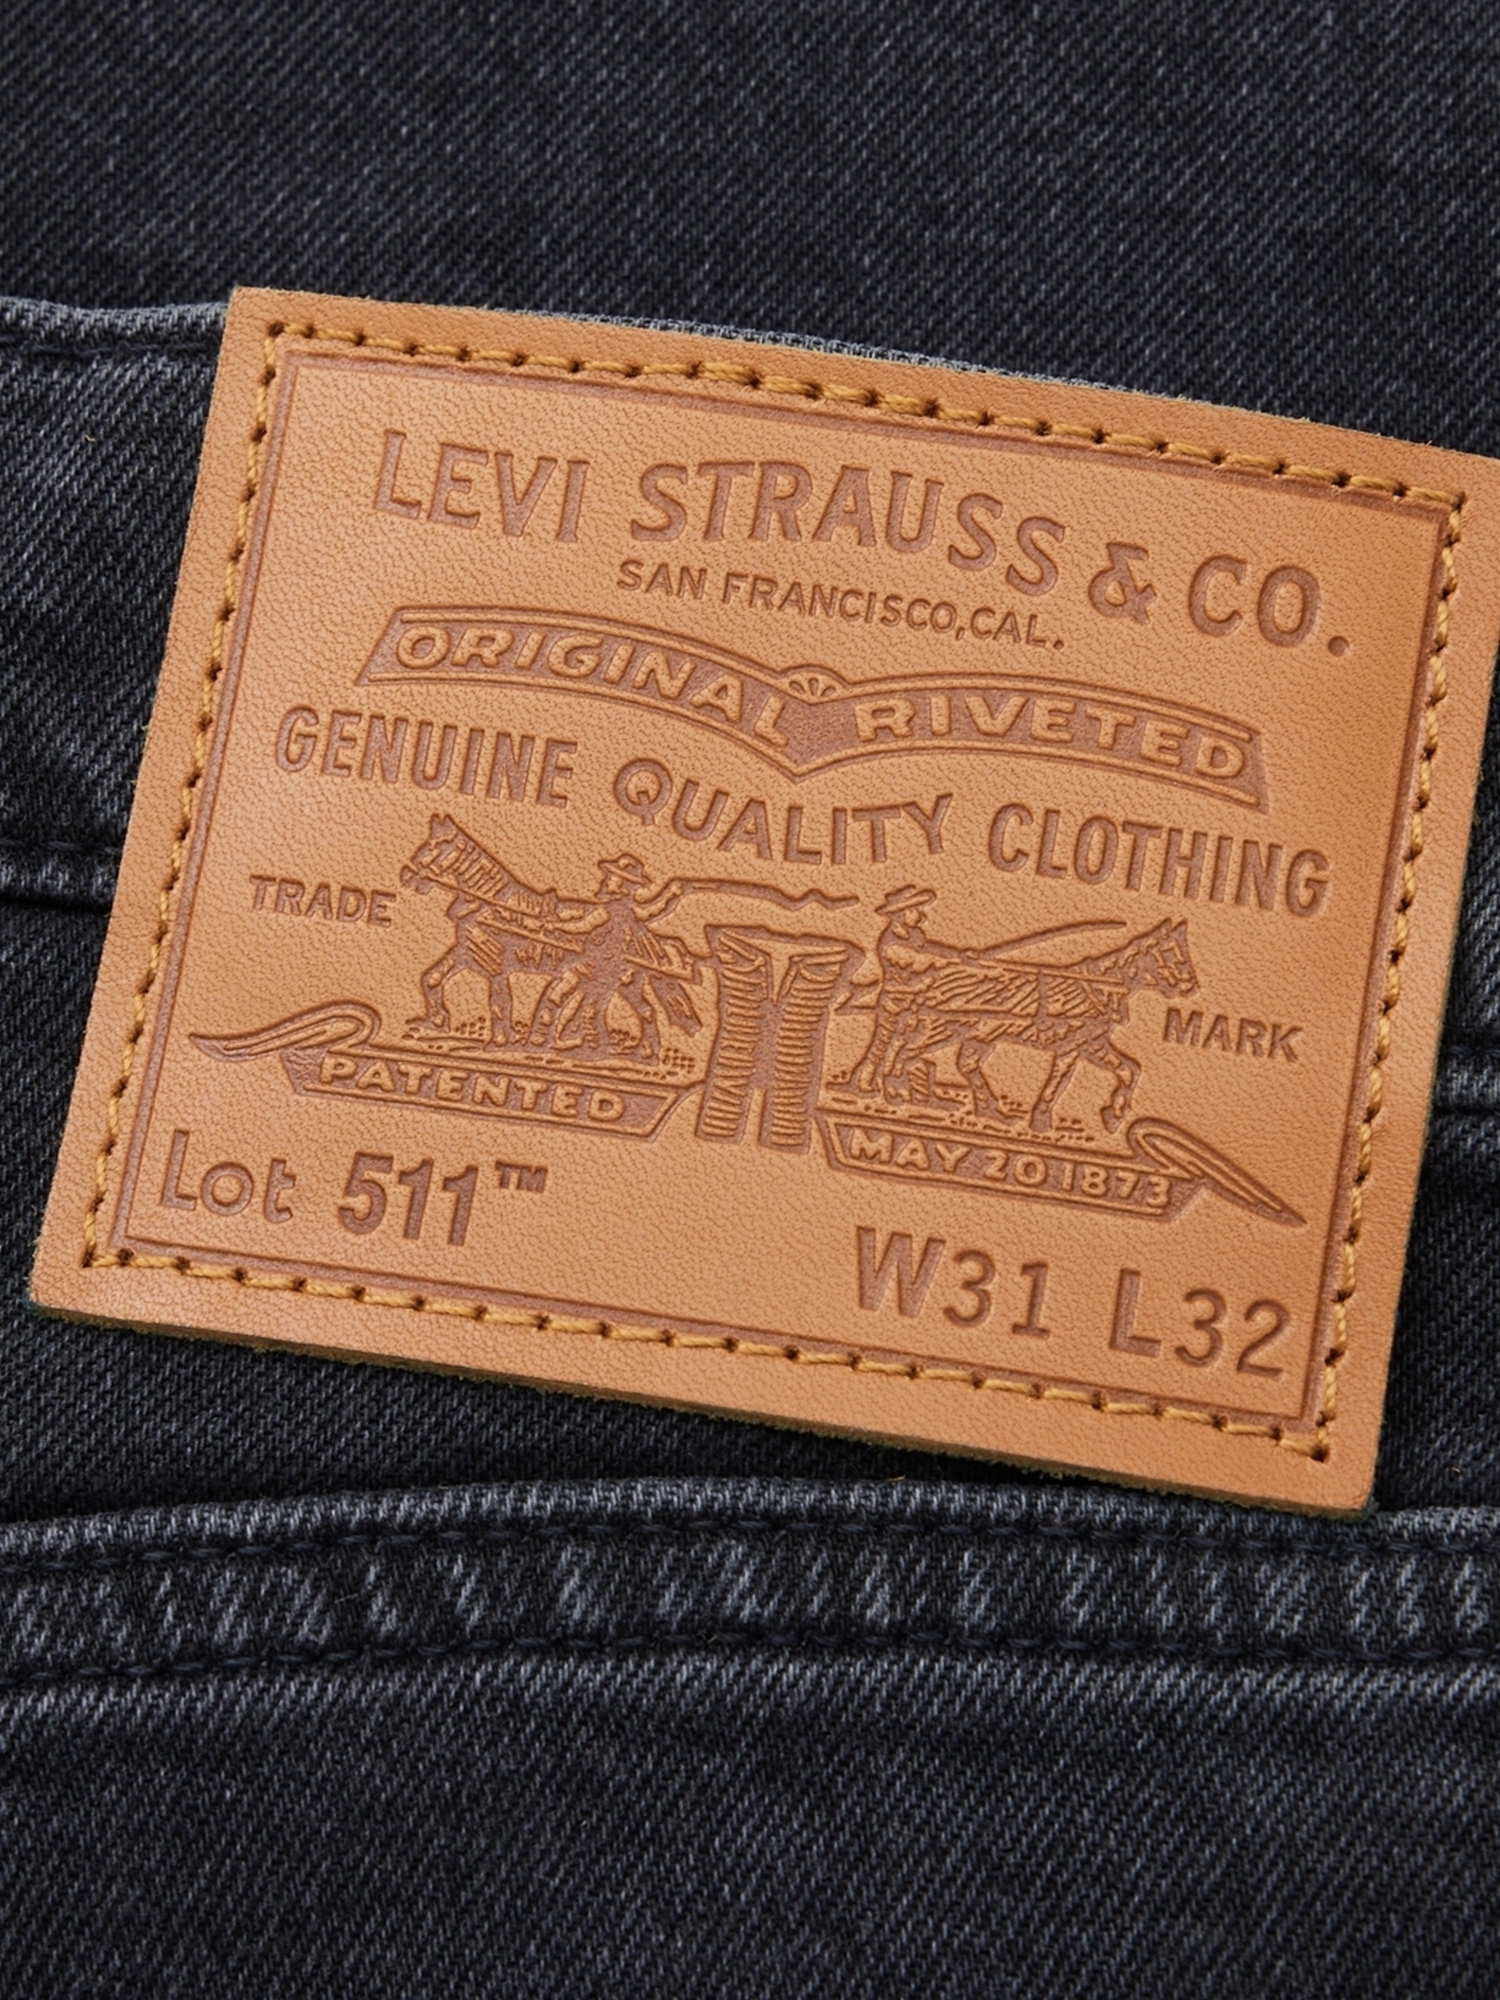 LEVI STRAUSS & CO.
SAN FRANCISCO, CAL.
ORIGINAL RIVETED
GENUINE QUALITY CLOTHING
TRADE MARK
PATENTED MAY 20 1873
Lot 511™
W31 L32